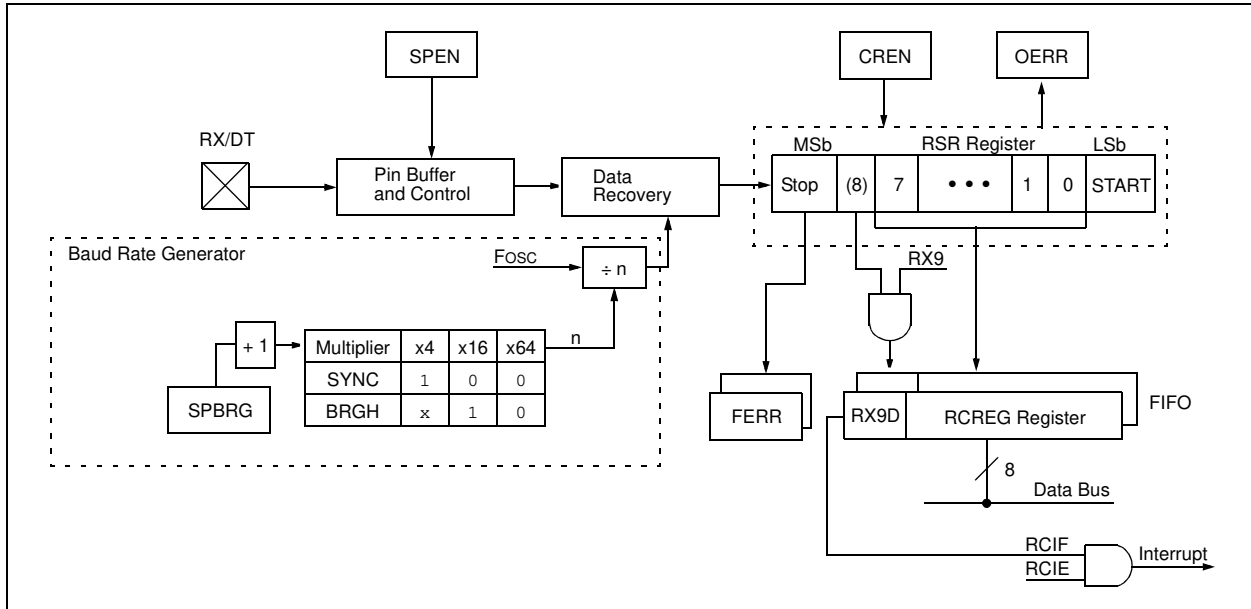 SPEN
CREN
OERR
RX/DT
Pin Buffer
and Control
Data
Recovery
MSb
RSR Register
LSb
Stop (8) 7 • • • 1 0 START
Baud Rate Generator
FOSC
÷ n
RX9
+ 1
Multiplier x4 x16 x64
n
SYNC 1 0 0
BRGH x 1 0
SPBRG
FERR
RX9D
RCREG Register
FIFO
8
Data Bus
RCIF
RCIE
Interrupt